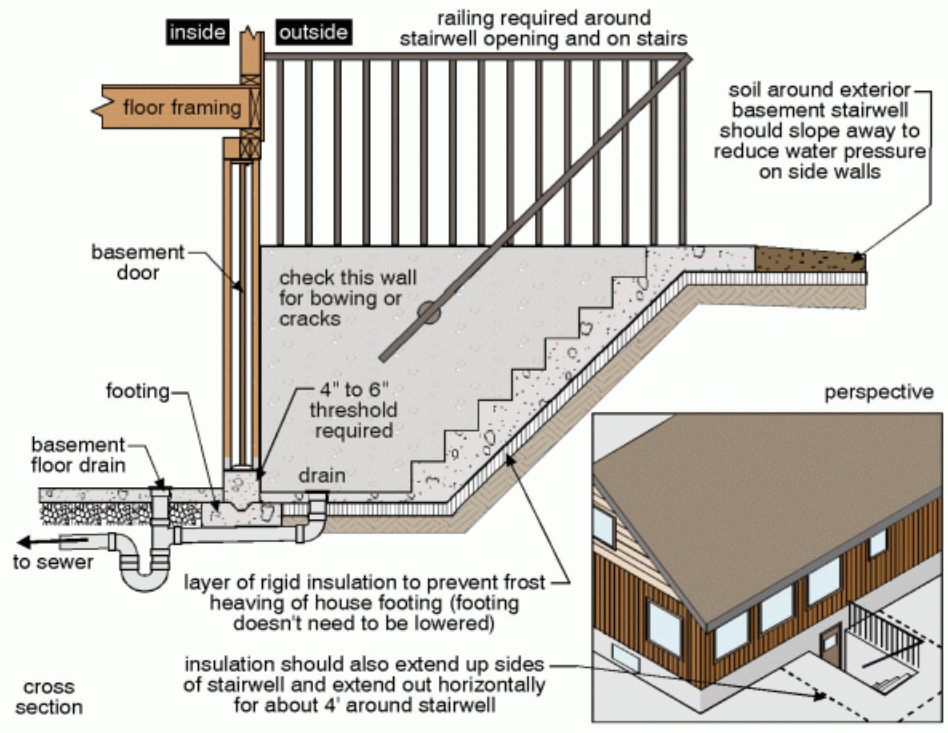 inside
outside
railing required around
stairwell opening and on stairs
floor framing
soil around exterior
basement stairwell
should slope away to
reduce water pressure
on side walls
basement
door
check this wall
for bowing or
cracks
footing
4" to 6"
threshold
required
perspective
basement
floor drain
drain
to sewer
layer of rigid insulation to prevent frost
heaving of house footing (footing
doesn't need to be lowered)
insulation should also extend up sides
of stairwell and extend out horizontally
for about 4' around stairwell
cross
section